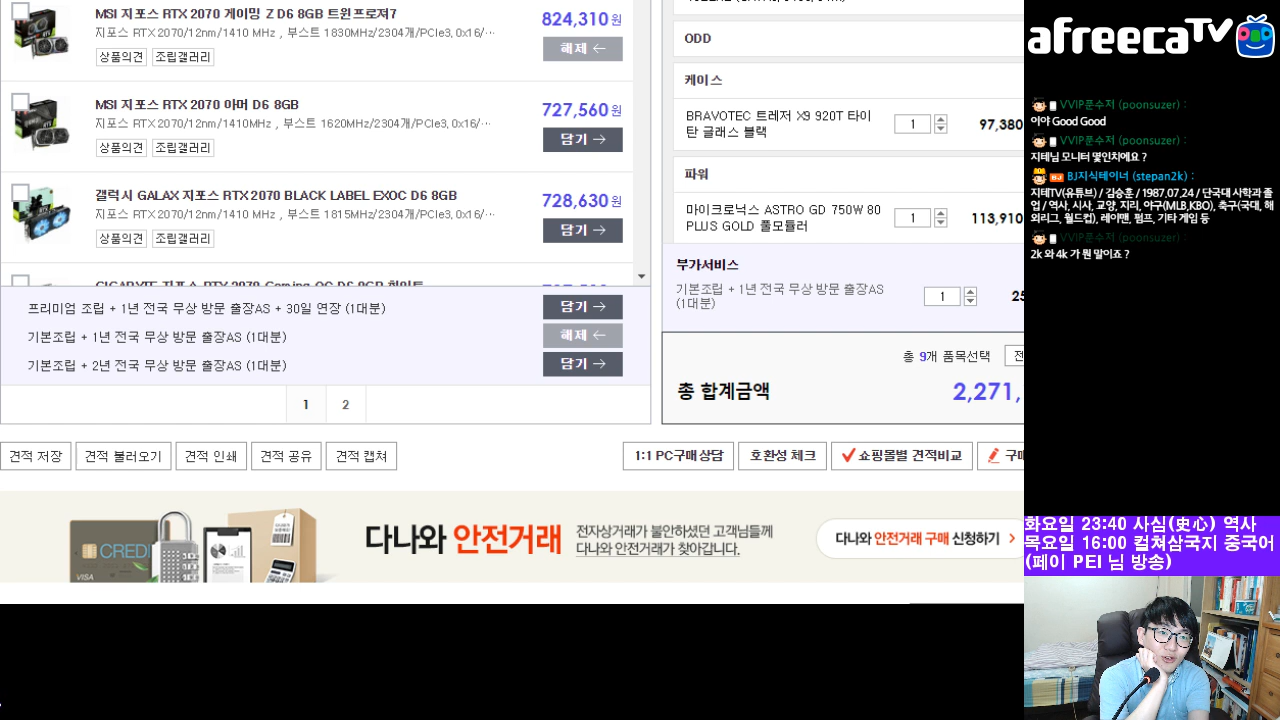 MSI 지포스 RTX 2070 게이밍 Z D6 8GB 트윈프로져7
824,310원
지포스 RTX2070/12nm/1410 MHz , 부스트 1830MHz/2304개/PCIe3, 0x16/…
해제 ←
상품의견 조립갤러리
MSI 지포스 RTX 2070 아머 D6 8GB
727,560원
지포스 RTX2070/12nm/1410MHz , 부스트 1620MHz/2304개/PCIe3, 0x16/…
담기 →
상품의견 조립갤러리
갤럭시 GALAX 지포스 RTX 2070 BLACK LABEL EXOC D6 8GB
728,630원
지포스 RTX2070/12nm/1410MHz , 부스트 1815MHz/2304개/PCIe3, 0x16/…
담기 →
상품의견 조립갤러리
프리미엄 조립 + 1년 전국 무상 방문 출장AS + 30일 연장 (1대분)
담기 →
기본조립 + 1년 전국 무상 방문 출장AS (1대분)
해제 ←
기본조립 + 2년 전국 무상 방문 출장AS (1대분)
담기 →
1 2
ODD
케이스
BRAVOTEC 트레저 X9 920T 타이
탄 글래스 블랙
1
97,380
파워
마이크로닉스 ASTRO GD 750W 80
PLUS GOLD 풀모듈러
1
113,910
부가서비스
기본조립 + 1년 전국 무상 방문 출장AS
(1대분)
1
총 9개 품목선택
총 합계금액
2,271,
견적 저장 견적 불러오기 견적 인쇄 견적 공유 견적 캡쳐
1:1 PC구매상담 호환성 체크 쇼핑몰별 견적비교
CREDI
VISA
다나와 안전거래
전자상거래가 불안하셨던 고객님들께
다나와 안전거래가 찾아갑니다.
다나와 안전거래 구매 신청하기 >
afreecaTV
VVIP푼수저 (poonsuzer) :
이야 Good Good
VVIP푼수저 (poonsuzer) :
지테님 모니터 몇인치에요 ?
BJ지식테이너 (stepan2k) :
지테TV(유튜브) / 김승훈 / 1987.07.24 / 단국대 사학과 졸
업 / 역사, 시사, 교양, 지리, 야구(MLB,KBO), 축구(국대, 해
외리그, 월드컵), 레이맨, 펌프, 기타 게임 등
VVIP푼수저 (poonsuzer) :
2k 와 4k 가 뭔 말이죠 ?
화요일 23:40 사심(史心) 역사
목요일 16:00 컬쳐삼국지 중국어
(페이 PEI 님 방송)